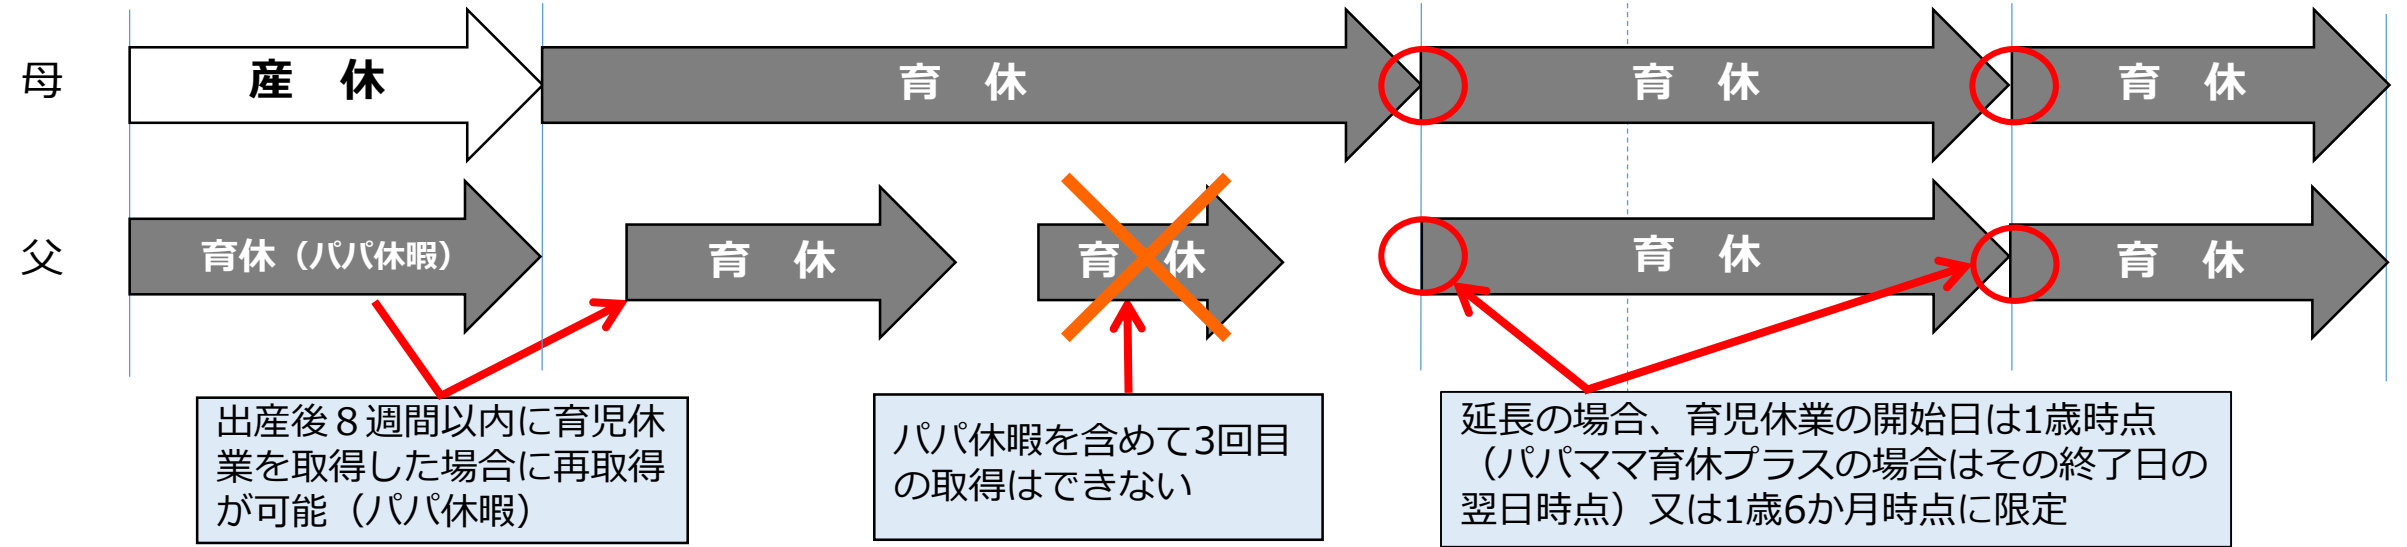 母
産　休
育　休
育　休
育　休
父
育休（パパ休暇）
育　休
育　休
育　休
育　休
出産後８週間以内に育児休
業を取得した場合に再取得
が可能（パパ休暇）
パパ休暇を含めて3回目
の取得はできない
延長の場合、育児休業の開始日は1歳時点
（パパママ育休プラスの場合はその終了日の
翌日時点）又は1歳6か月時点に限定